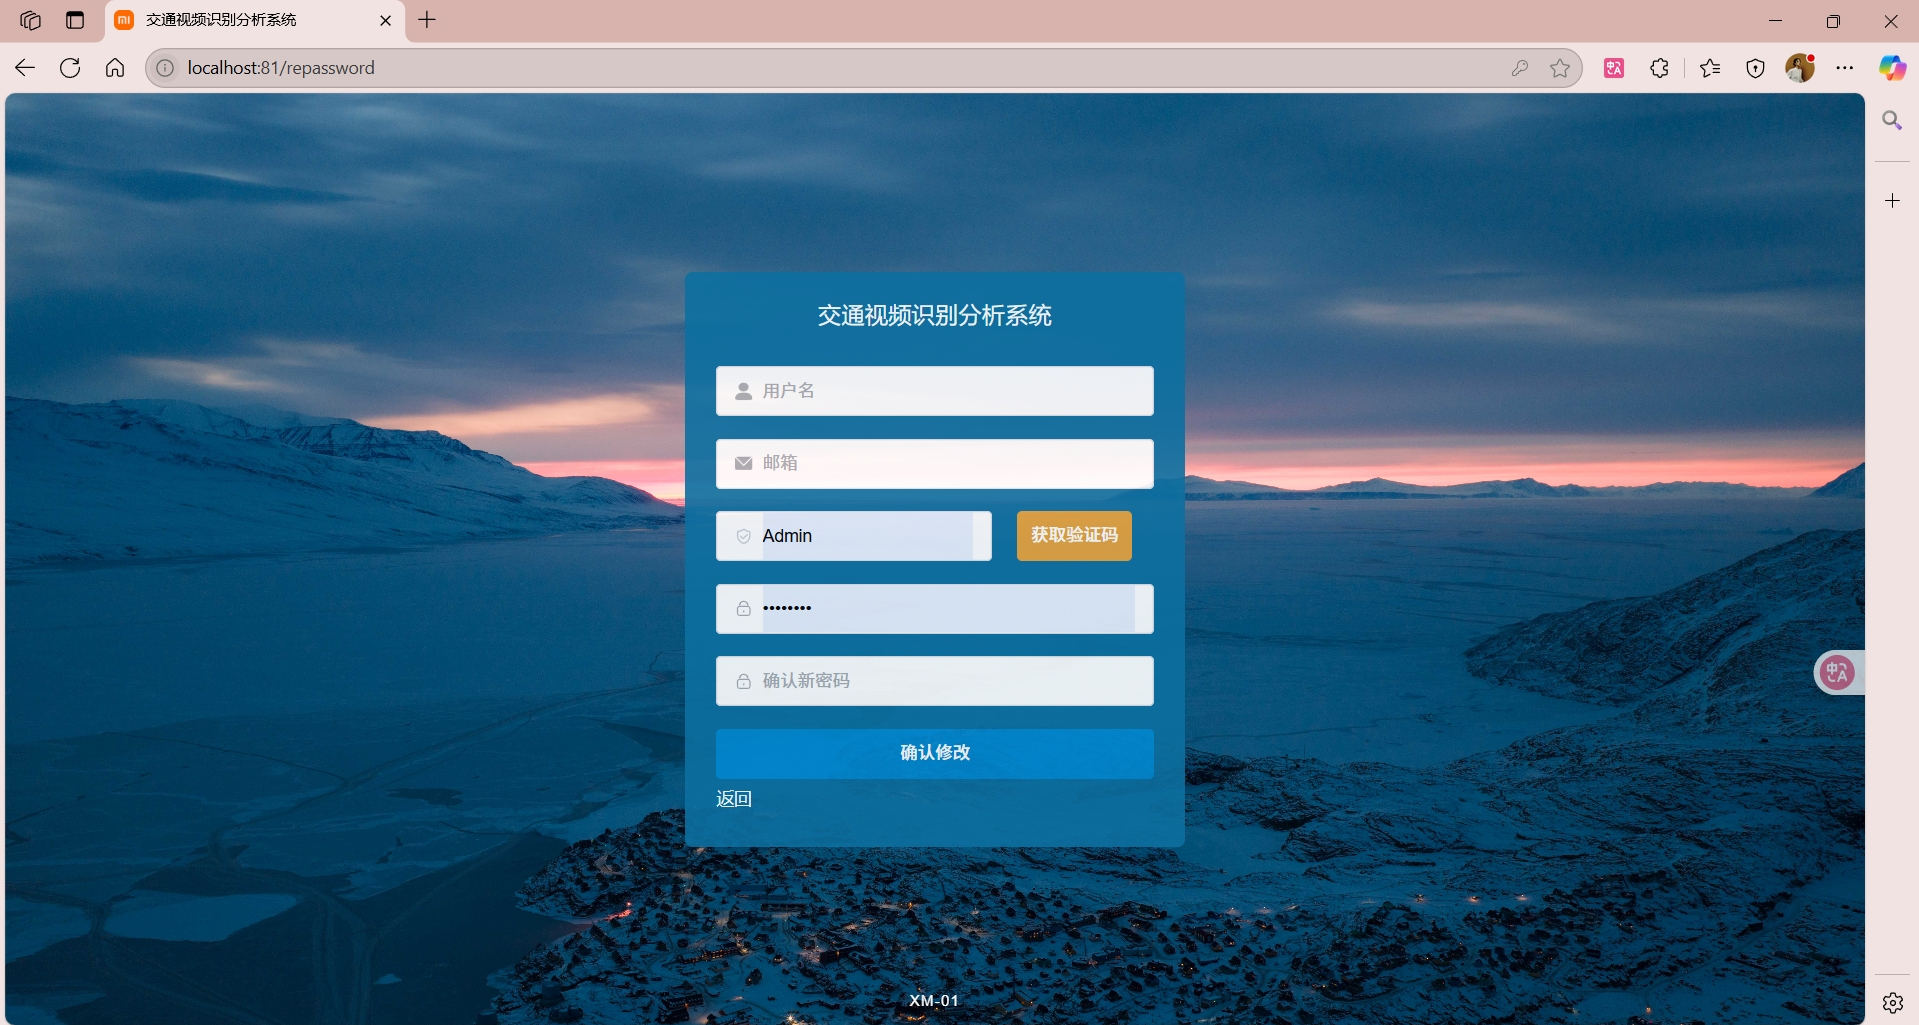 交通视频识别分析系统
localhost:81/repassword
交通视频识别分析系统
用户名
邮箱
Admin
获取验证码
••••••••
确认新密码
确认修改
返回
XM-01